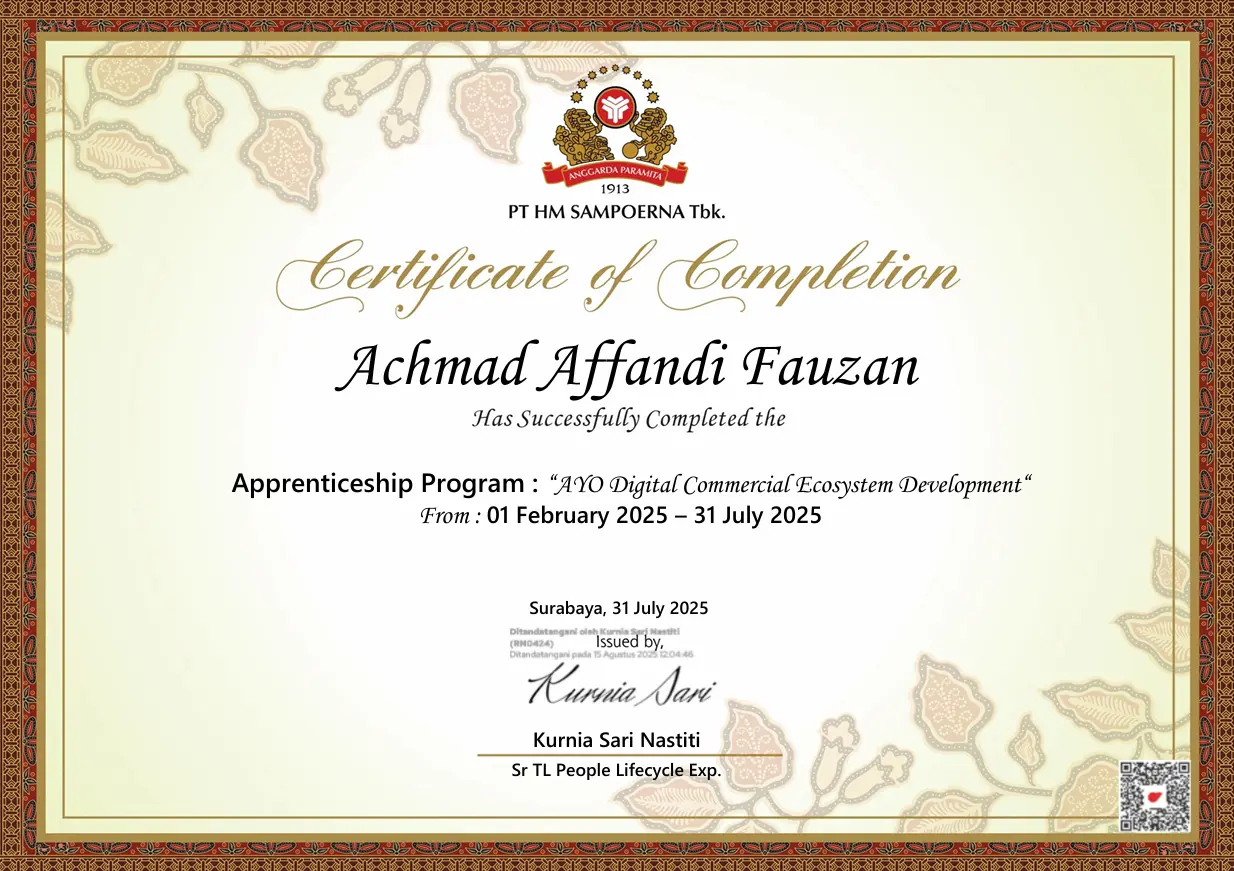 ANGGARDA PARAMITA
1913
PT HM SAMPOERNA Tbk.
Certificate of Completion
Achmad Affandi Fauzan
Has Successfully Completed the
Apprenticeship Program : “AYO Digital Commercial Ecosystem Development“
From : 01 February 2025 – 31 July 2025
Surabaya, 31 July 2025
Ditandatangani oleh Kurnia Sari Nastiti
(RN0424)
Issued by,
Ditandatangani pada 15 Agustus 2025 12:04:46
Kurnia Sari
Kurnia Sari Nastiti
Sr TL People Lifecycle Exp.